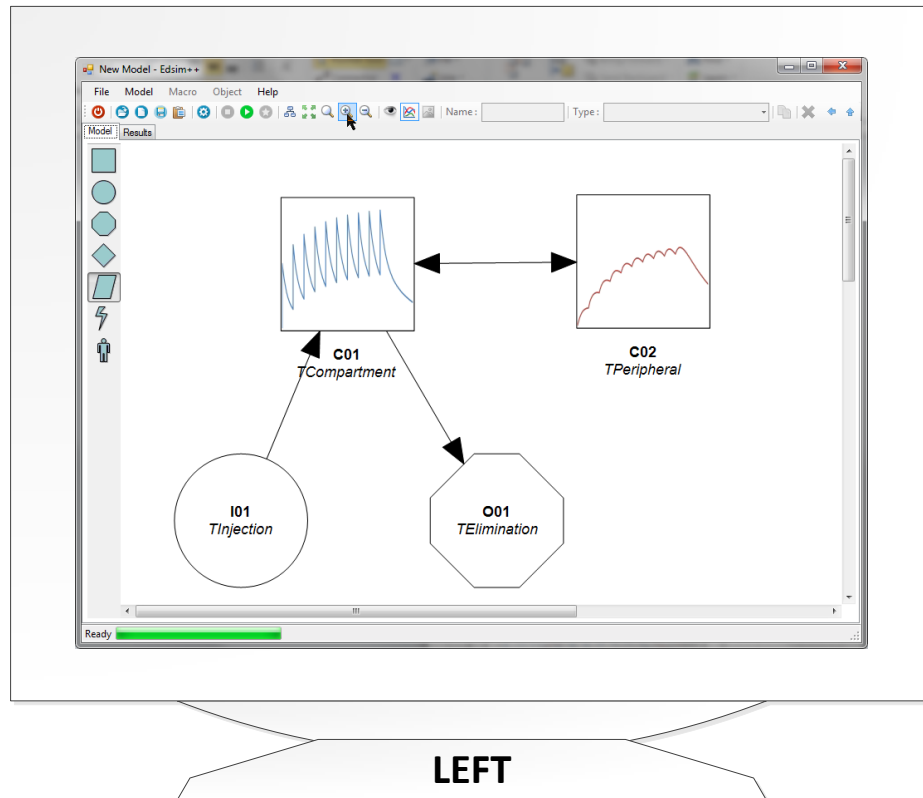 New Model - Edsim++
File Model Macro Object Help
Name: Type:
Model Results
C01
TCompartment
C02
TPeripheral
I01
TInjection
O01
TElimination
Ready
LEFT